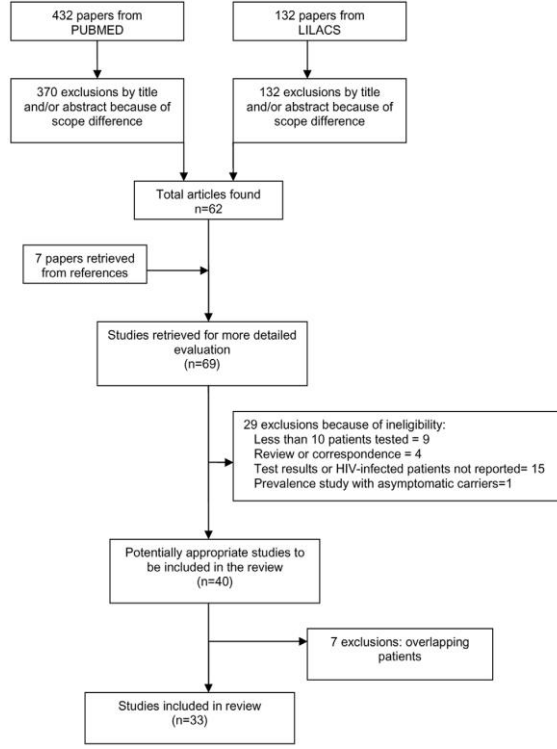 432 papers from
PUBMED
132 papers from
LILACS
370 exclusions by title
and/or abstract because of
scope difference
132 exclusions by title
and/or abstract because of
scope difference
Total articles found
n=62
7 papers retrieved
from references
Studies retrieved for more detailed
evaluation
(n=69)
29 exclusions because of ineligibility:
Less than 10 patients tested = 9
Review or correspondence = 4
Test results or HIV-infected patients not reported= 15
Prevalence study with asymptomatic carriers=1
Potentially appropriate studies to
be included in the review
(n=40)
7 exclusions: overlapping
patients
Studies included in review
(n=33)